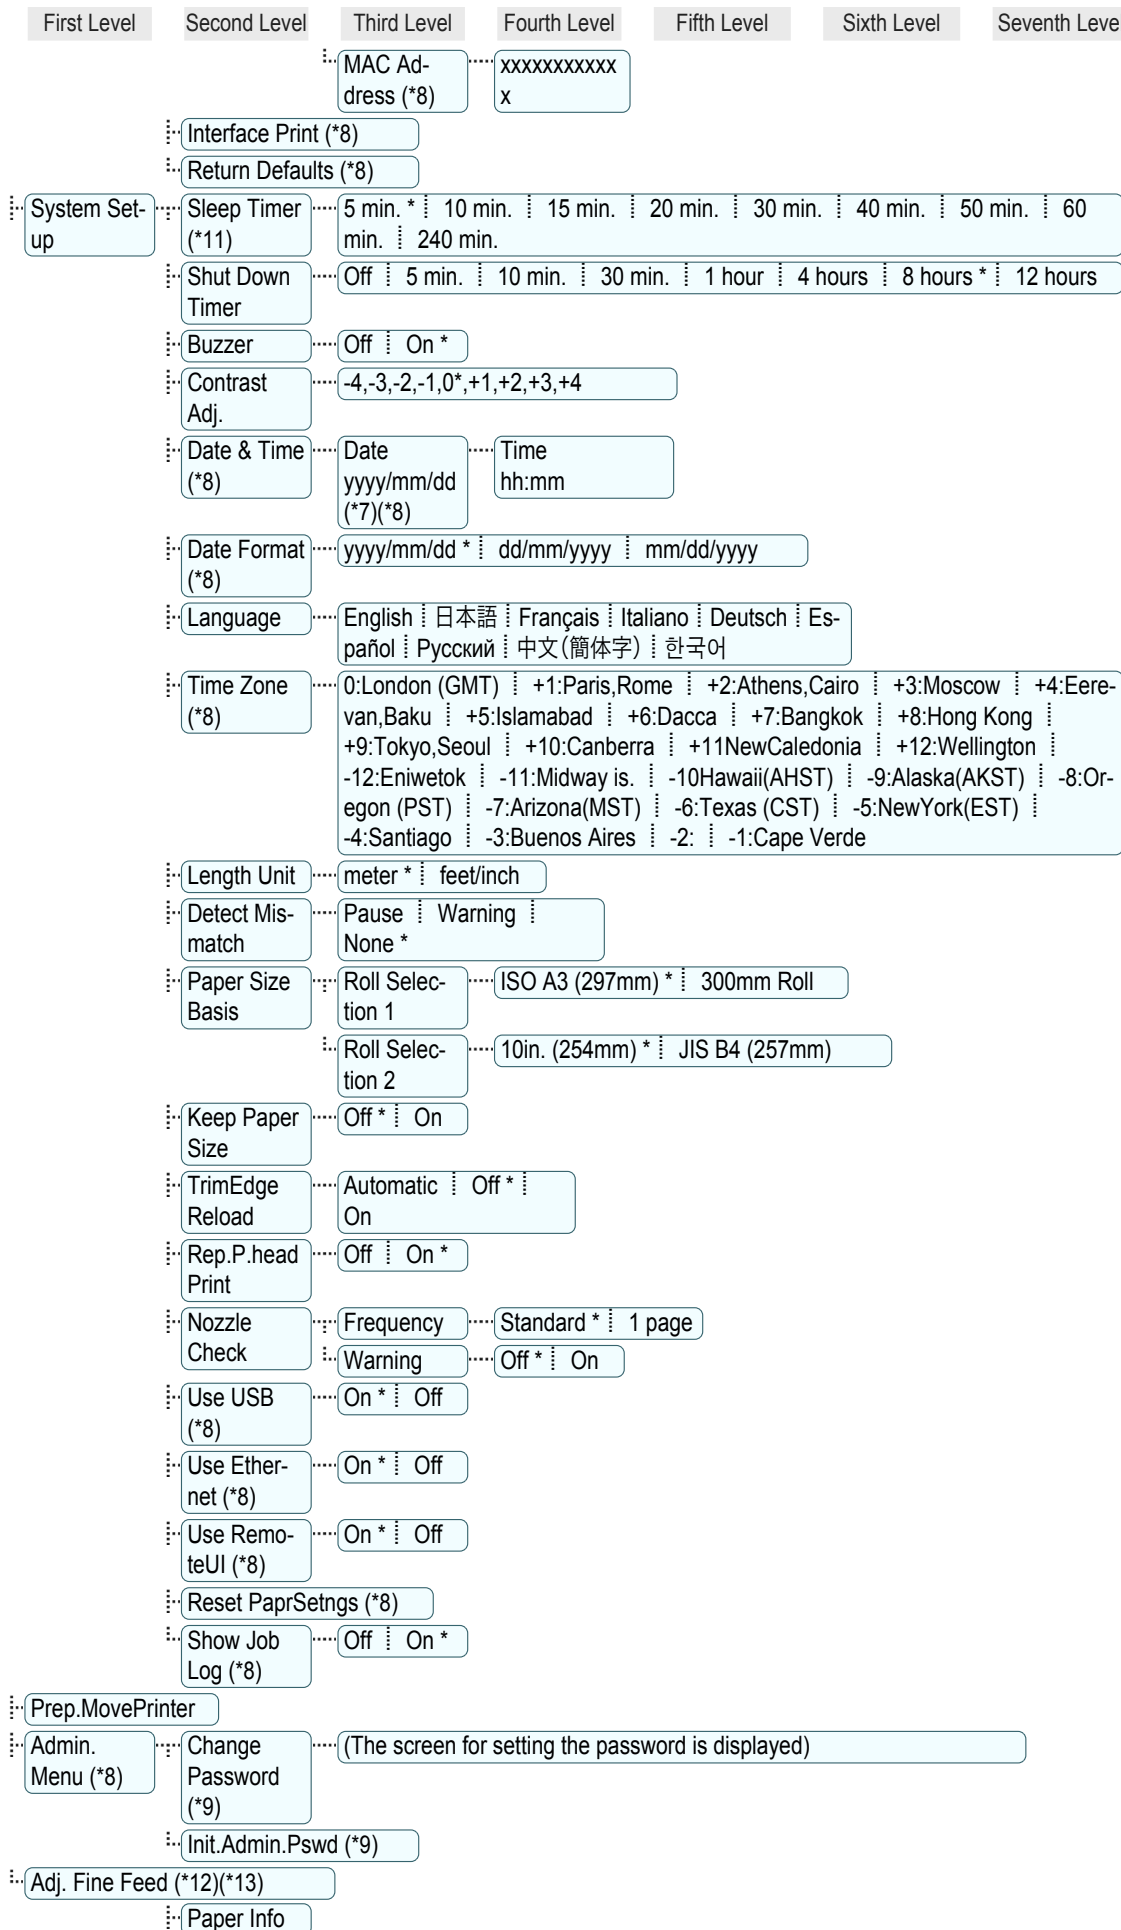 First Level Second Level Third Level Fourth Level Fifth Level Sixth Level Seventh Level
MAC Ad- xxxxxxxxxxx
dress (*8) x
Interface Print (*8)
Return Defaults (*8)
System Set- Sleep Timer 5 min. * 10 min. 15 min. 20 min. 30 min. 40 min. 50 min. 60
up (*11) min. 240 min.
Shut Down Off 5 min. 10 min. 30 min. 1 hour 4 hours 8 hours * 12 hours
Timer
Buzzer Off On *
Contrast -4,-3,-2,-1,0*,+1,+2,+3,+4
Adj.
Date & Time Date Time
(*8) yyyy/mm/dd hh:mm
(*7)(*8)
Date Format yyyy/mm/dd * dd/mm/yyyy mm/dd/yyyy
(*8)
Language English 日本語 Français Italiano Deutsch Es-
pañol Русский 中文(簡体字) 한국어
Time Zone 0:London (GMT) +1:Paris,Rome +2:Athens,Cairo +3:Moscow +4:Eere-
(*8) van,Baku +5:Islamabad +6:Dacca +7:Bangkok +8:Hong Kong
+9:Tokyo,Seoul +10:Canberra +11NewCaledonia +12:Wellington
-12:Eniwetok -11:Midway is. -10Hawaii(AHST) -9:Alaska(AKST) -8:Or-
egon (PST) -7:Arizona(MST) -6:Texas (CST) -5:NewYork(EST)
-4:Santiago -3:Buenos Aires -2: -1:Cape Verde
Length Unit meter * feet/inch
Detect Mis- Pause Warning
match None *
Paper Size Roll Selec- ISO A3 (297mm) * 300mm Roll
Basis tion 1
Roll Selec- 10in. (254mm) * JIS B4 (257mm)
tion 2
Keep Paper Off * On
Size
TrimEdge Automatic Off *
Reload On
Rep.P.head Off On *
Print
Nozzle Frequency Standard * 1 page
Check Warning Off * On
Use USB On * Off
(*8)
Use Ether- On * Off
net (*8)
Use Remo- On * Off
teUI (*8)
Reset PaprSetngs (*8)
Show Job Off On *
Log (*8)
Prep.MovePrinter
Admin. Change (The screen for setting the password is displayed)
Menu (*8) Password
(*9)
Init.Admin.Pswd (*9)
Adj. Fine Feed (*12)(*13)
Paper Info